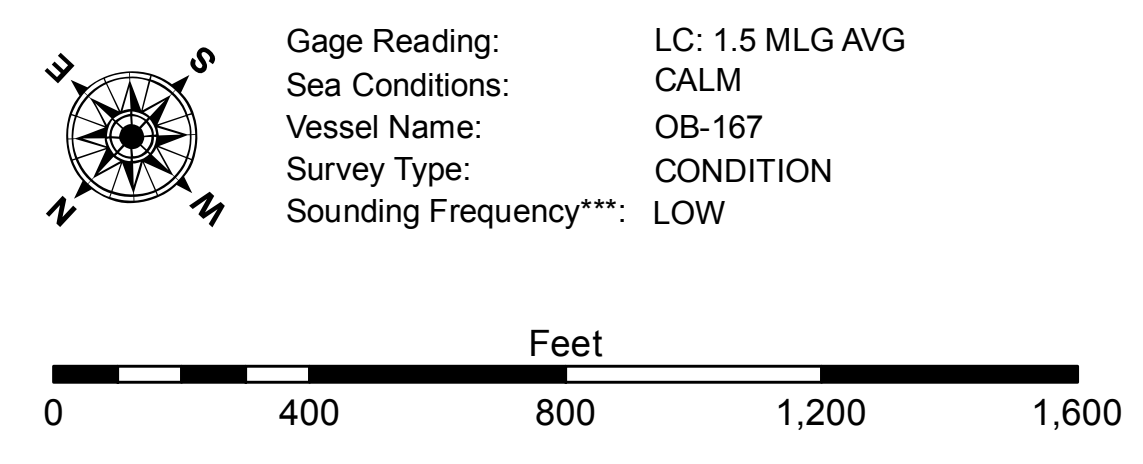 E S
N W
Gage Reading: LC: 1.5 MLG AVG
Sea Conditions: CALM
Vessel Name: OB-167
Survey Type: CONDITION
Sounding Frequency***: LOW
Feet
0 400 800 1,200 1,600